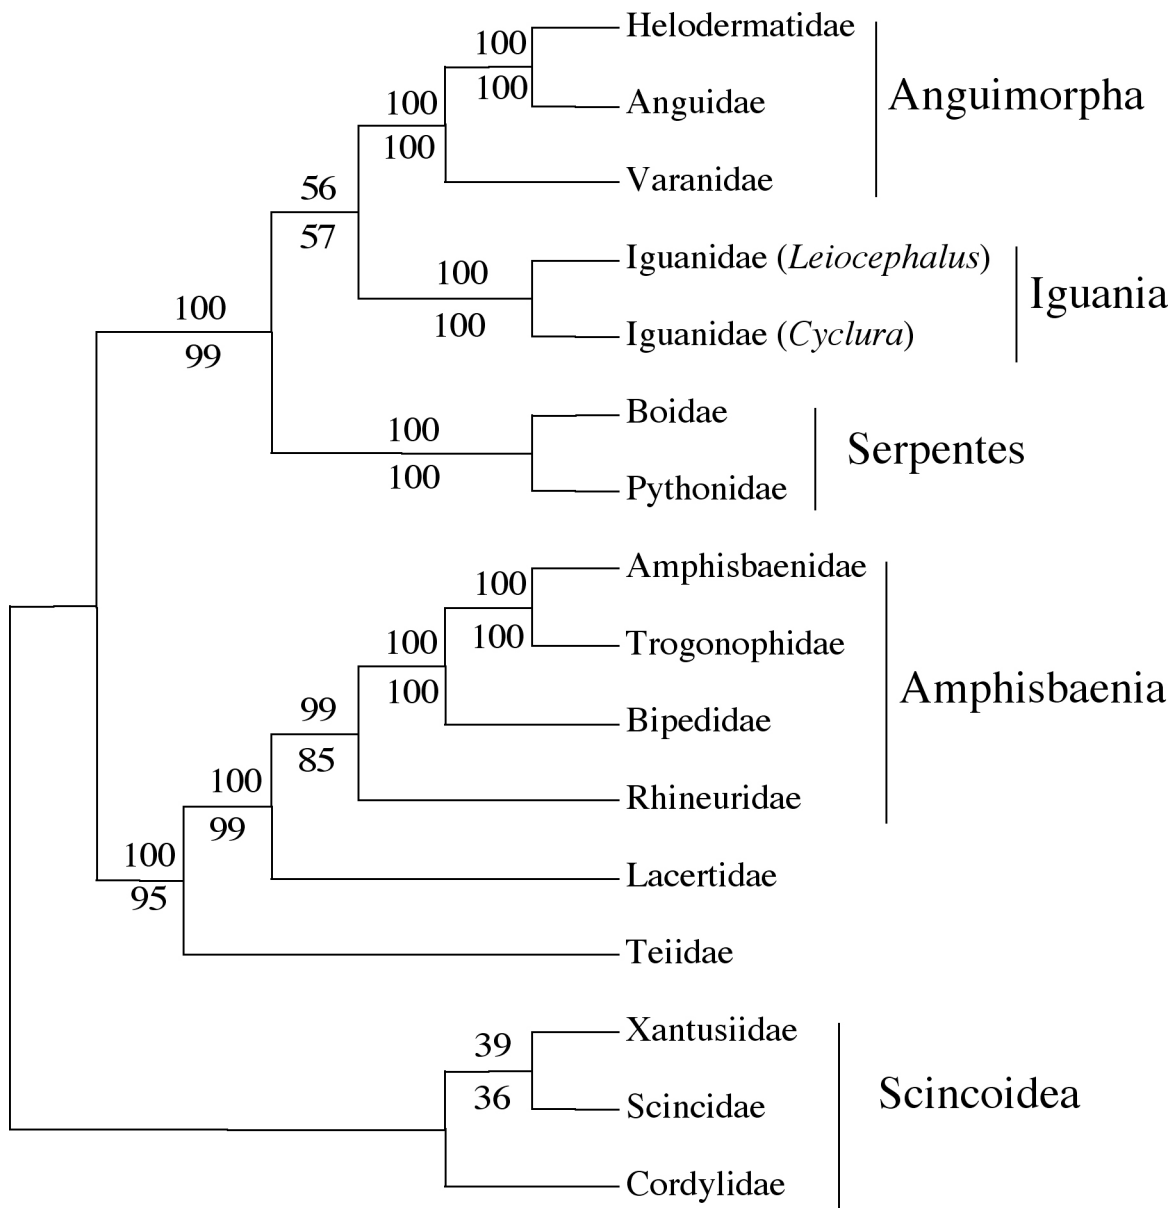 Helodermatidae
100
100
Anguidae
Anguimorpha
100
100
Varanidae
56
57
Iguanidae (Leiocephalus)
100
100
Iguania
Iguanidae (Cyclura)
100
99
Boidae
100
100
Serpentes
Pythonidae
Amphisbaenidae
100
100
Trogonophidae
100
100
Amphisbaenia
Bipedidae
99
85
Rhineuridae
100
99
Lacertidae
100
95
Teiidae
Xantusiidae
39
36
Scincoidea
Scincidae
Cordylidae